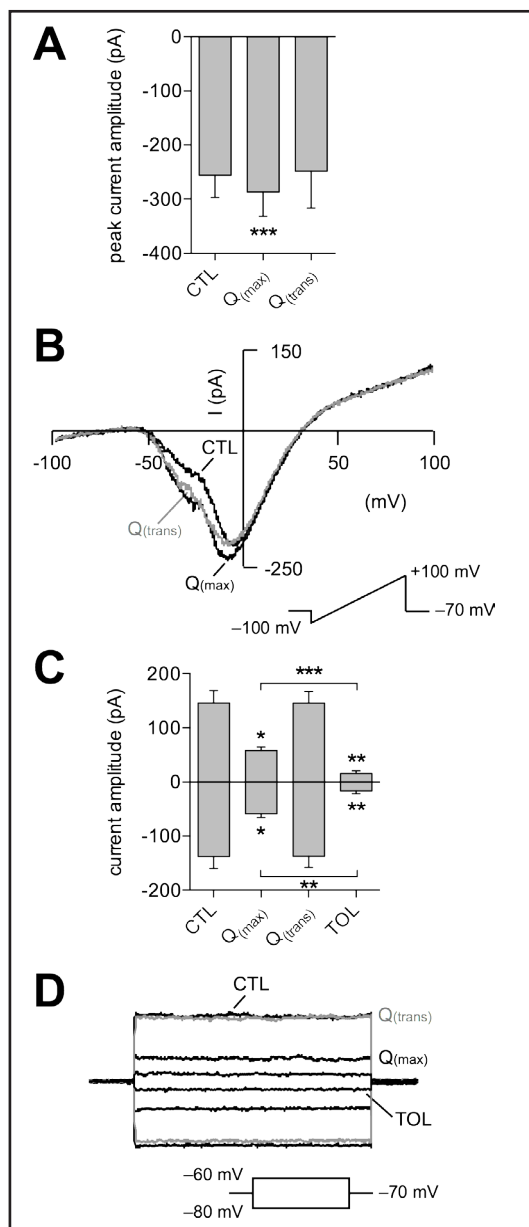 A
peak current amplitude (pA)
0
-100
-200
-300
-400
***
CTL
Q(max)
Q(trans)
B
150
I (pA)
-100
-50
50
100
(mV)
CTL
Q(trans)
Q(max)
-250
+100 mV
−100 mV
−70 mV
C
current amplitude (pA)
200
100
0
-100
-200
***
*
**
*
**
**
CTL
Q(max)
Q(trans)
TOL
D
CTL
Q(trans)
Q(max)
TOL
−60 mV
−80 mV
−70 mV